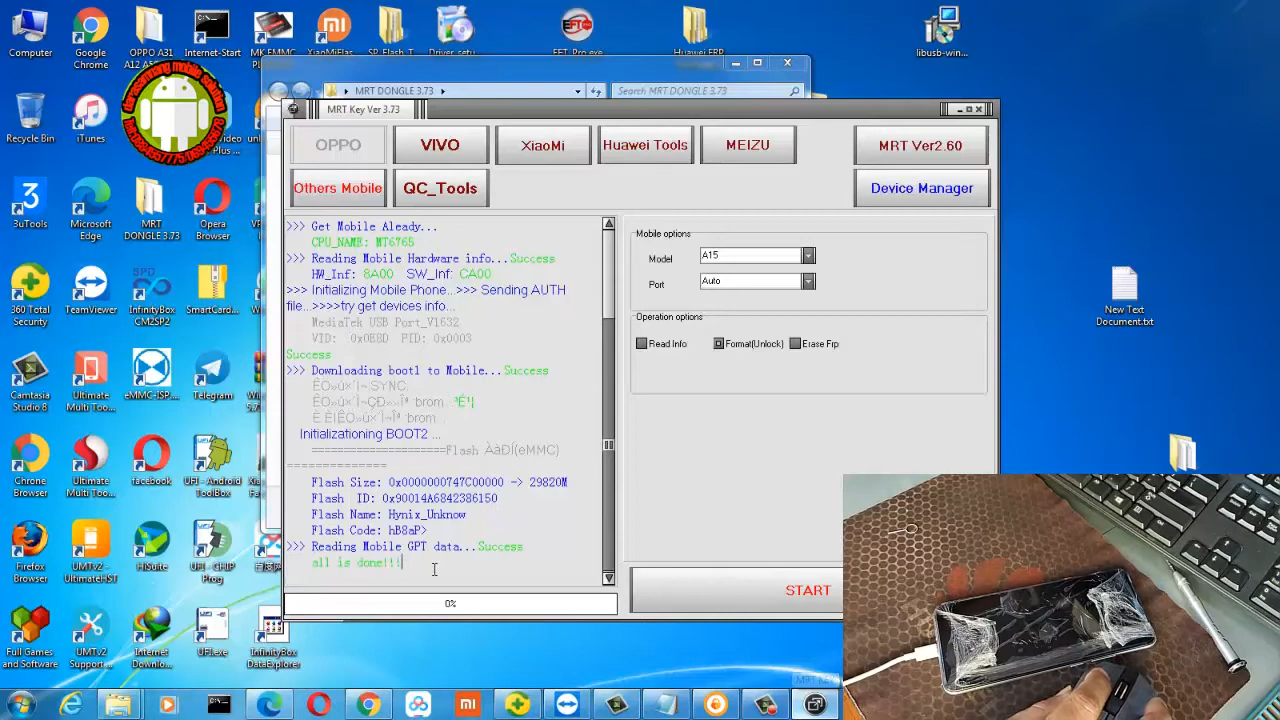 Computer
Google
Chrome
OPPO A31
Internet-Start
libusb-win...
MRT DONGLE 3.73
Search MRT DONGLE 3.73
MRT Key Ver 3.73
Recycle Bin
iTunes
OPPO
VIVO
XiaoMi
Huawei Tools
MEIZU
MRT Ver2.60
Others Mobile
QC_Tools
Device Manager
3uTools
Microsoft
Edge
MRT
DONGLE 3.73
Opera
Browser
>>> Get Mobile Aleady...
CPU_NAME: MT6765
>>> Reading Mobile Hardware info...Success
HW_Inf: 8A00 SW_Inf: CA00
>>> Initializing Mobile Phone...>>> Sending AUTH
file...>>>>try get devices info...
MediaTek USB Port_V1632
VID: 0x0E8D PID: 0x0003
Success
>>> Downloading boot1 to Mobile...Success
Initializationing BOOT2 ...
Flash Size: 0x0000000747C00000 -> 29820M
Flash ID: 0x90014A6842386150
Flash Name: Hynix_Unknow
Flash Code: hB8aP>
>>> Reading Mobile GPT data...Success
all is done!!!
0%
Mobile options
Model
A15
Port
Auto
Operation options
Read Info
Format(Unlock)
Erase Frp
START
New Text
Document.txt
360 Total
Security
TeamViewer
InfinityBox
CM2SP2
SmartCard...
Camtasia
Studio 8
Ultimate
Multi Too...
eMMC-ISP...
Telegram
Chrome
Browser
Ultimate
Multi Too...
facebook
UFI - Android
ToolBox
Firefox
Browser
UMTv2 -
UltimateHST
HiSuite
UFI - CHIP
Prog
Full Games
and Software
UMTv2
Support...
Internet
Downlo...
UFI.exe
InfinityBox
DataExplorer